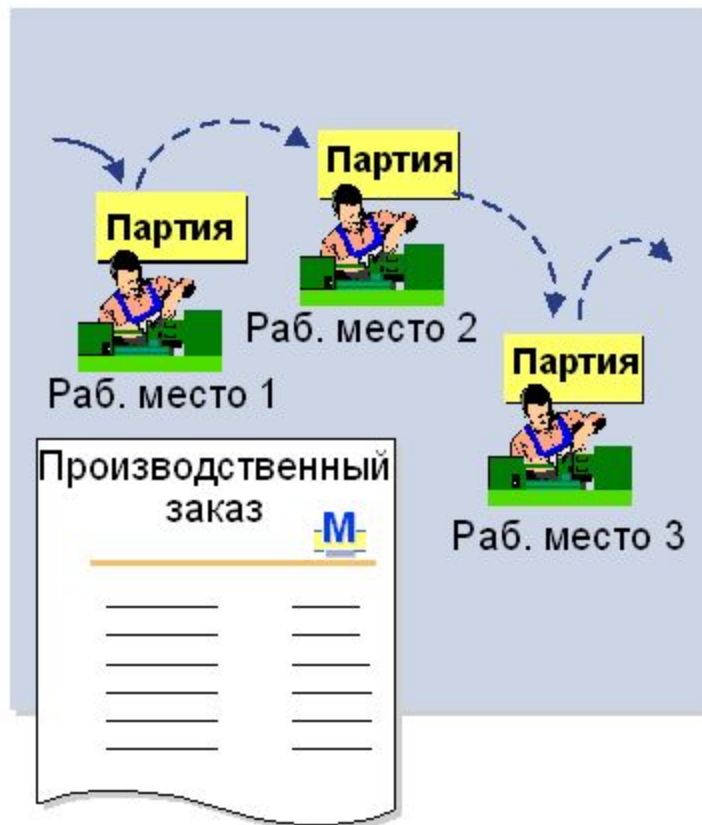 Партия
Партия
Раб. место 2
Партия
Раб. место 1
Производственный
заказ
М
Раб. место 3